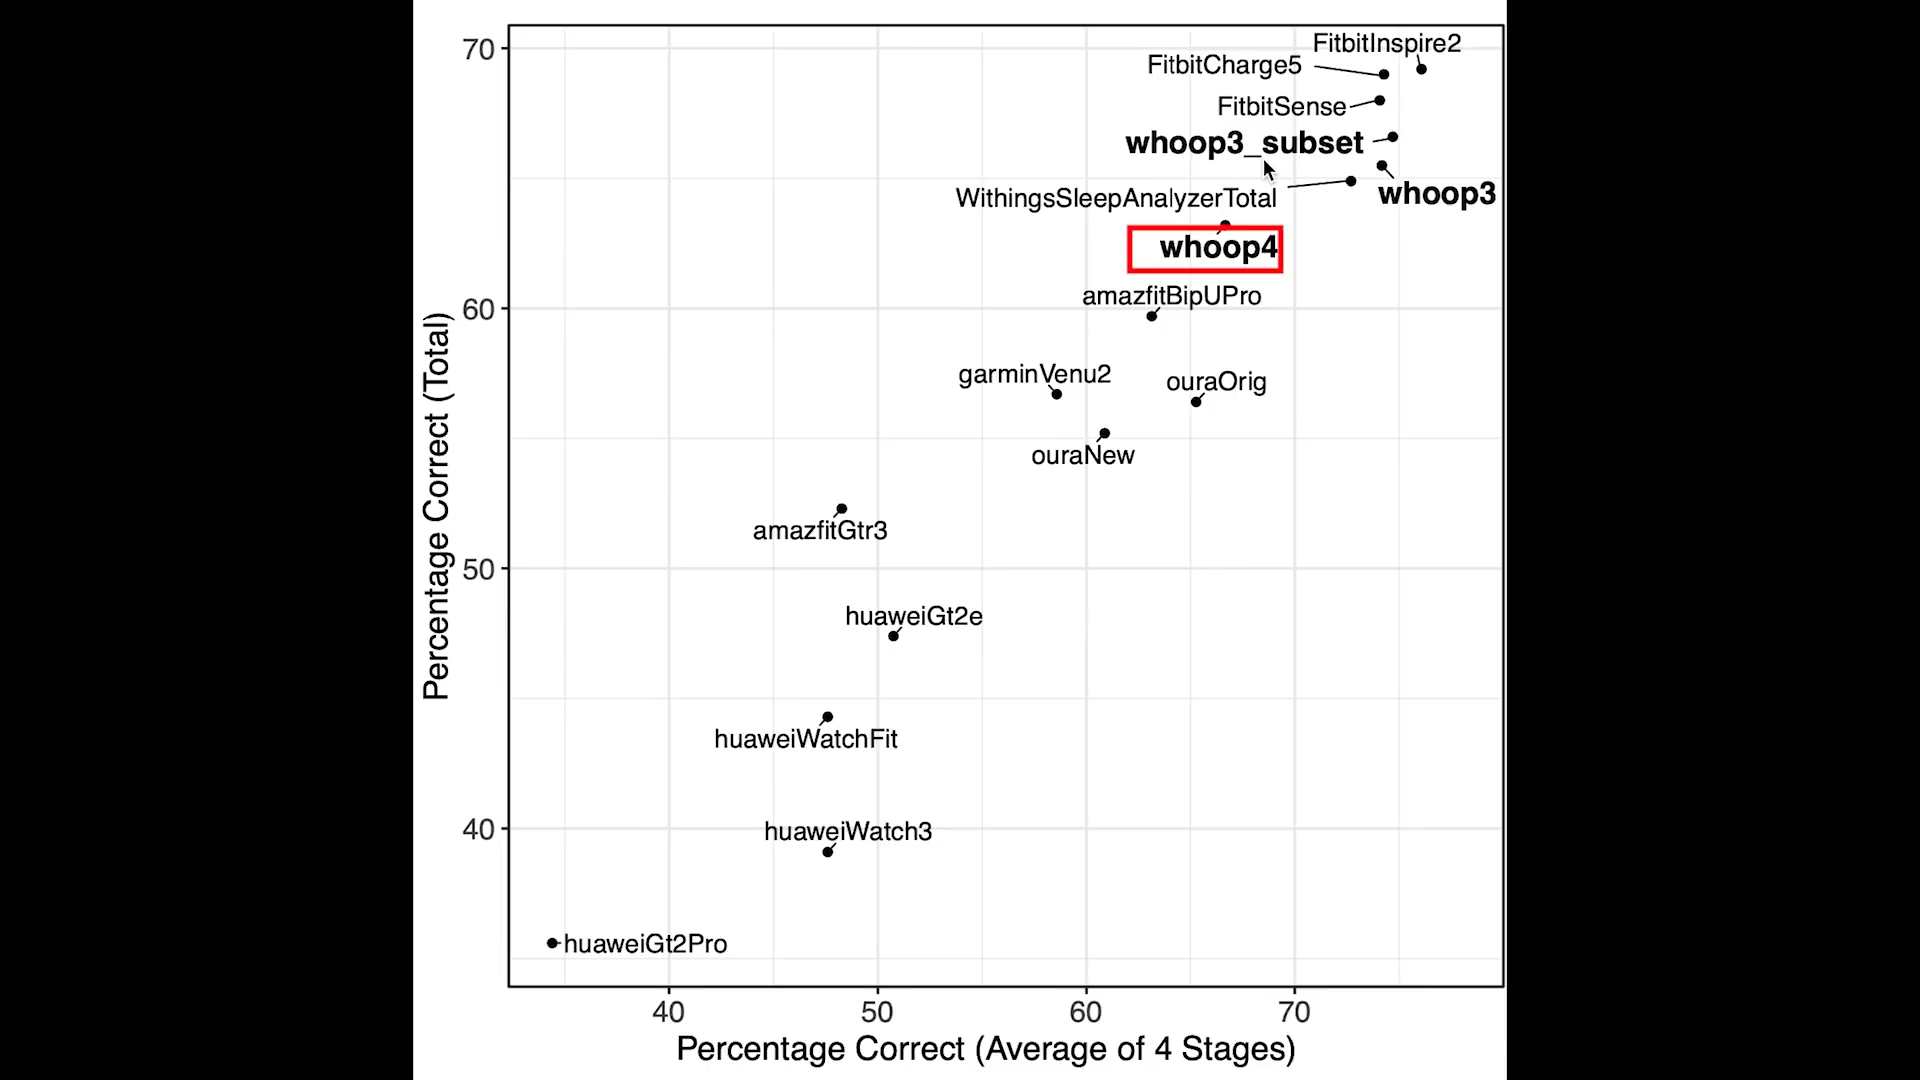 70
FitbitInspire2
FitbitCharge5
FitbitSense
whoop3_subset
WithingsSleepAnalyzerTotal
whoop3
whoop4
amazfitBipUPro
60
garminVenu2
ouraOrig
ouraNew
amazfitGtr3
50
huaweiGt2e
huaweiWatchFit
huaweiWatch3
40
huaweiGt2Pro
Percentage Correct (Total)
40 50 60 70
Percentage Correct (Average of 4 Stages)